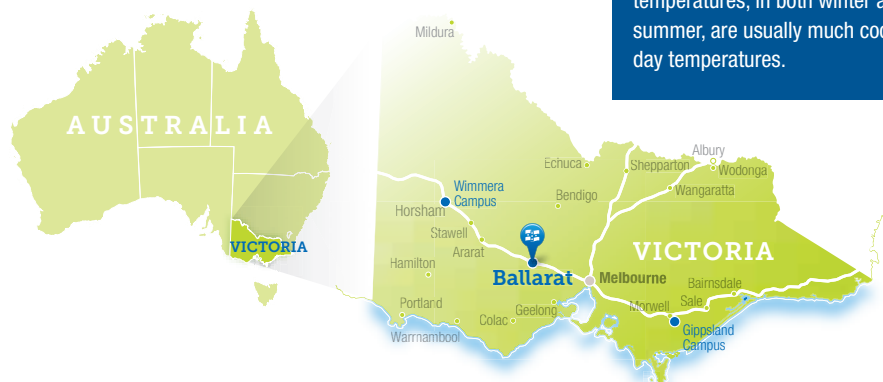 temperatures, in both winter a
summer, are usually much coo
day temperatures.
Mildura
AUSTRALIA
VICTORIA
Echuca
Shepparton
Albury
Wodonga
Wangaratta
Wimmera
Campus
Bendigo
Horsham
Stawell
Ararat
Hamilton
Ballarat
VICTORIA
Melbourne
Bairnsdale
Sale
Morwell
Portland
Geelong
Colac
Warrnambool
Gippsland
Campus